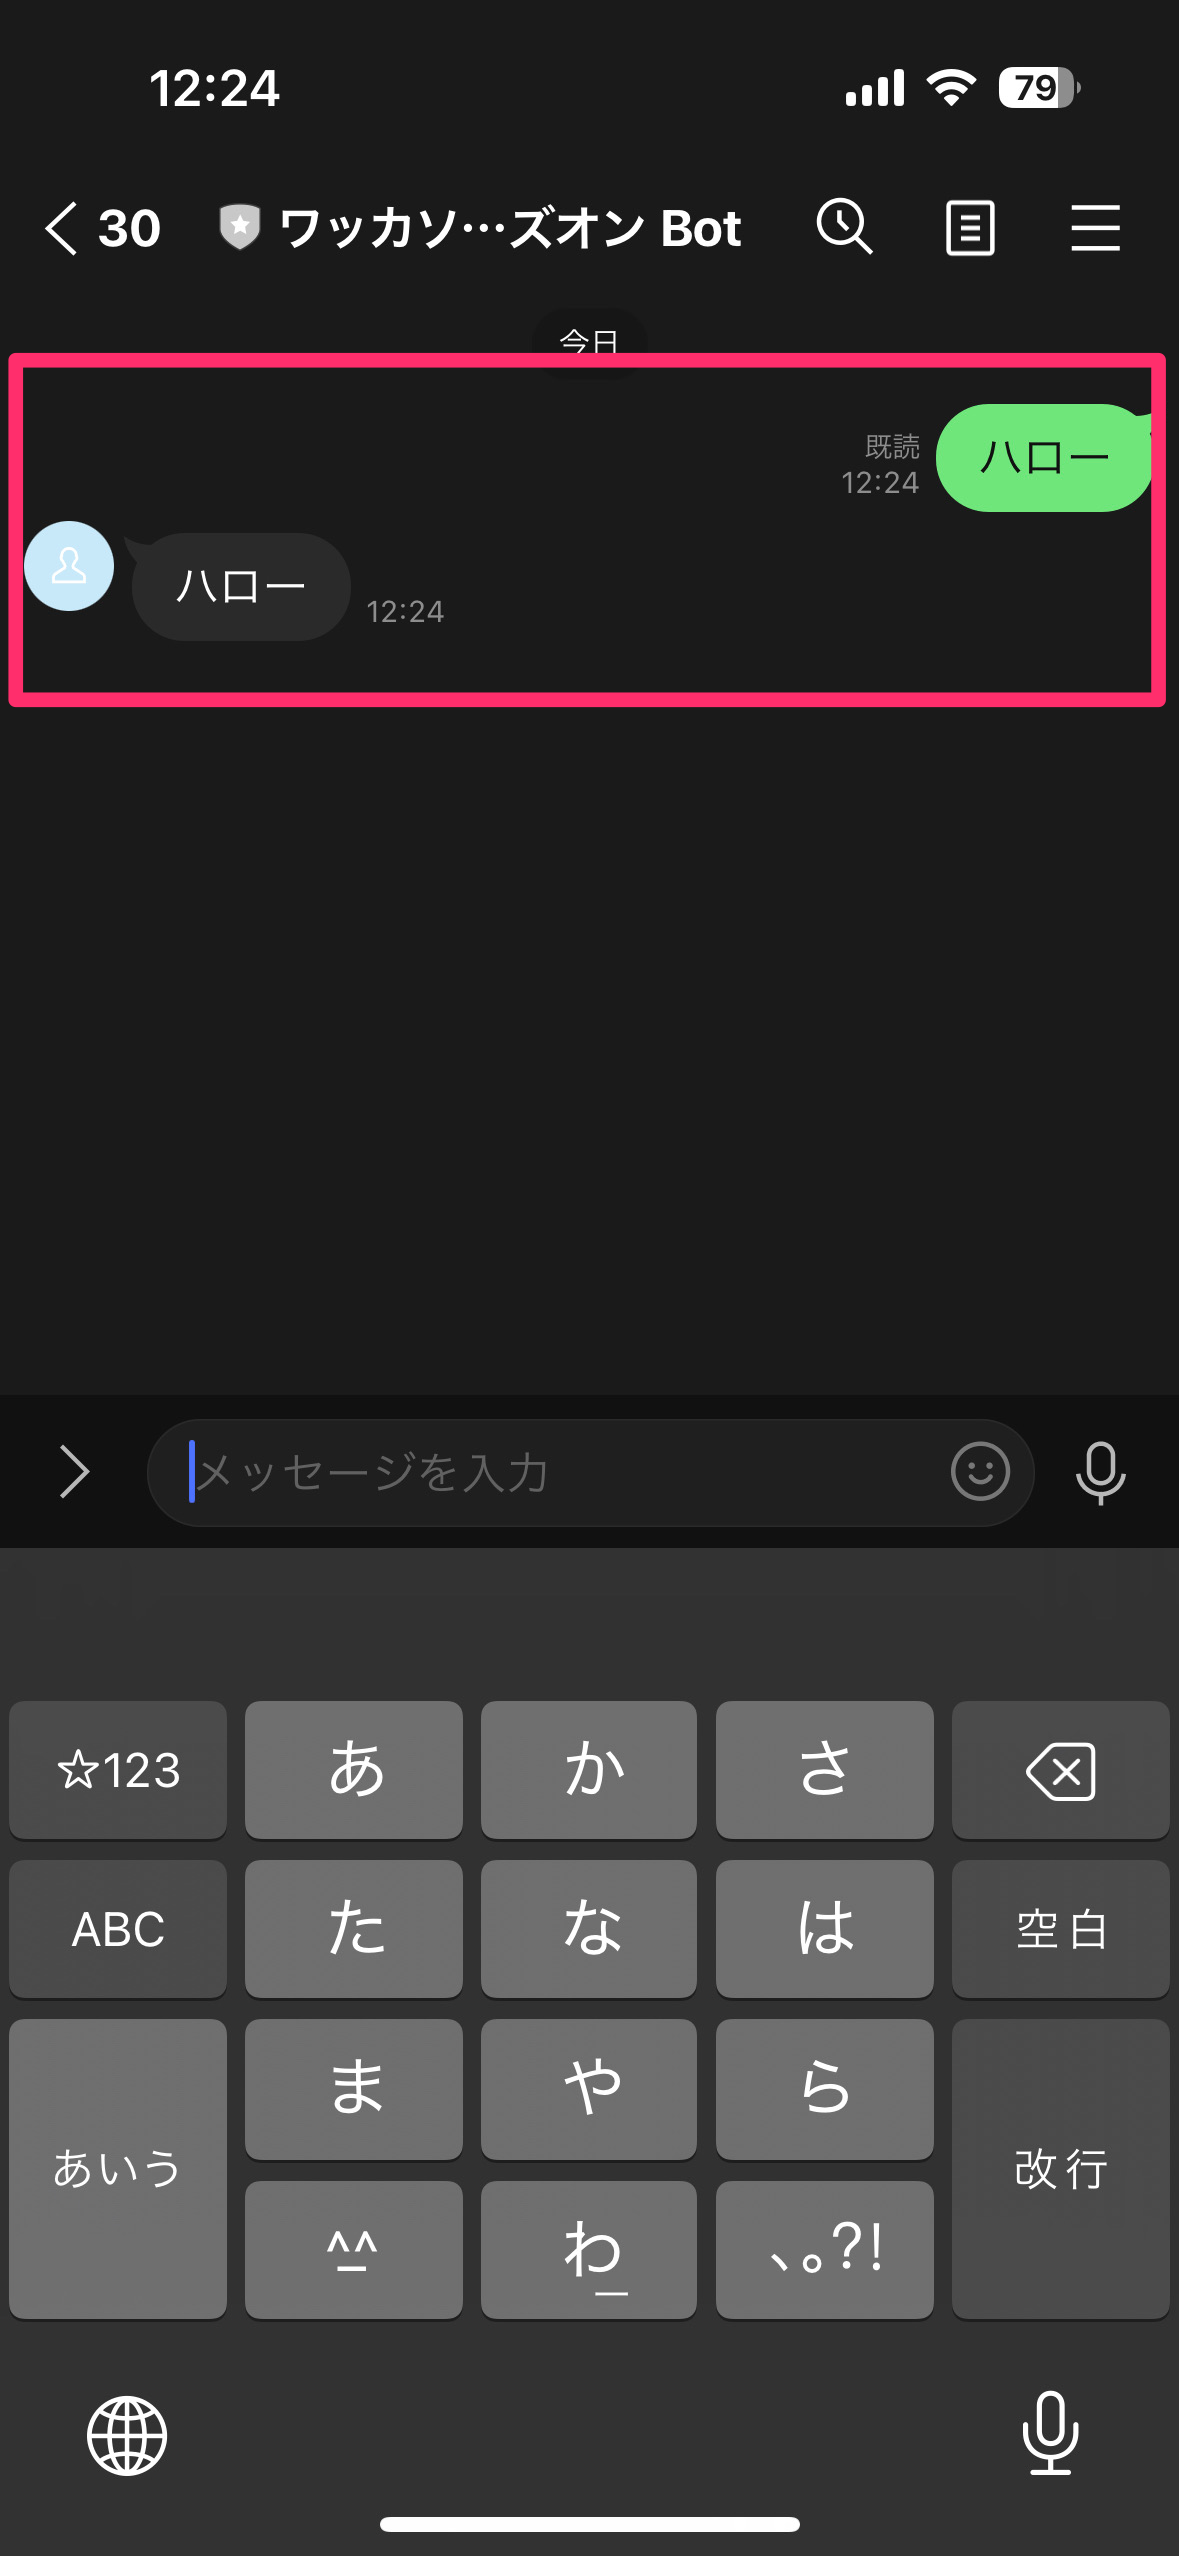 12:24
79
30
ワッカソ…ズオン Bot
今日
既読
12:24
ハロー
ハロー
12:24
メッセージを入力
☆123
あ
か
さ
ABC
た
な
は
空白
あいう
ま
や
ら
改行
^_^
わ_
、。?!